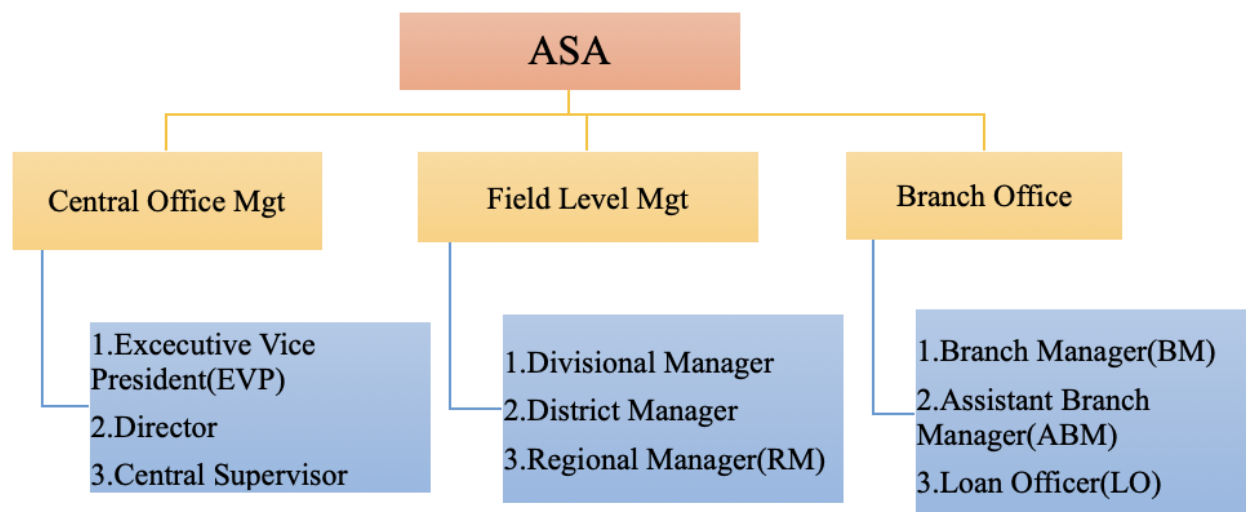 ASA
Central Office Mgt
Field Level Mgt
Branch Office
1.Excecutive Vice
President(EVP)
2.Director
3.Central Supervisor
1.Divisional Manager
2.District Manager
3.Regional Manager(RM)
1.Branch Manager(BM)
2.Assistant Branch
Manager(ABM)
3.Loan Officer(LO)